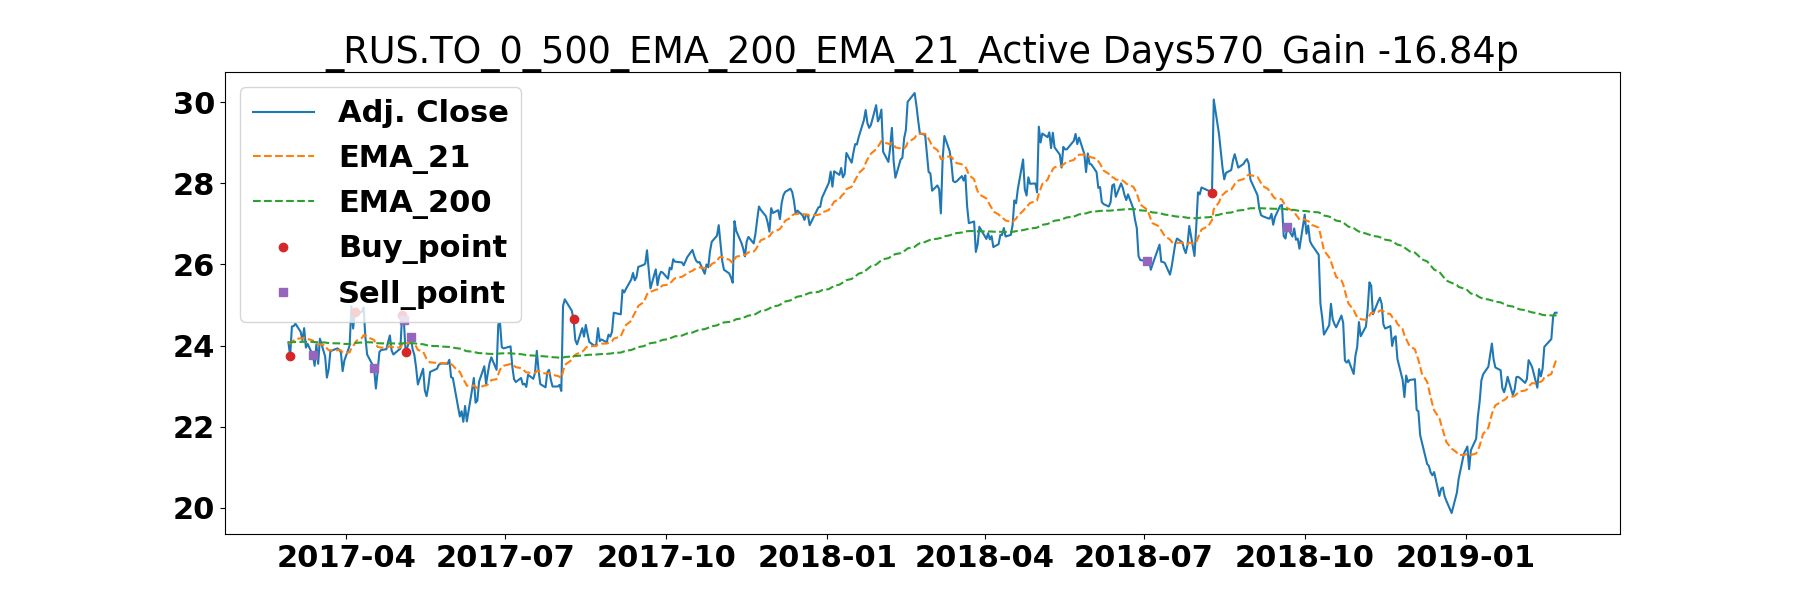 _RUS.TO_0_500_EMA_200_EMA_21_Active Days570_Gain -16.84p
Adj. Close
EMA_21
EMA_200
Buy_point
Sell_point
30
28
26
24
22
20
2017-04 2017-07 2017-10 2018-01 2018-04 2018-07 2018-10 2019-01